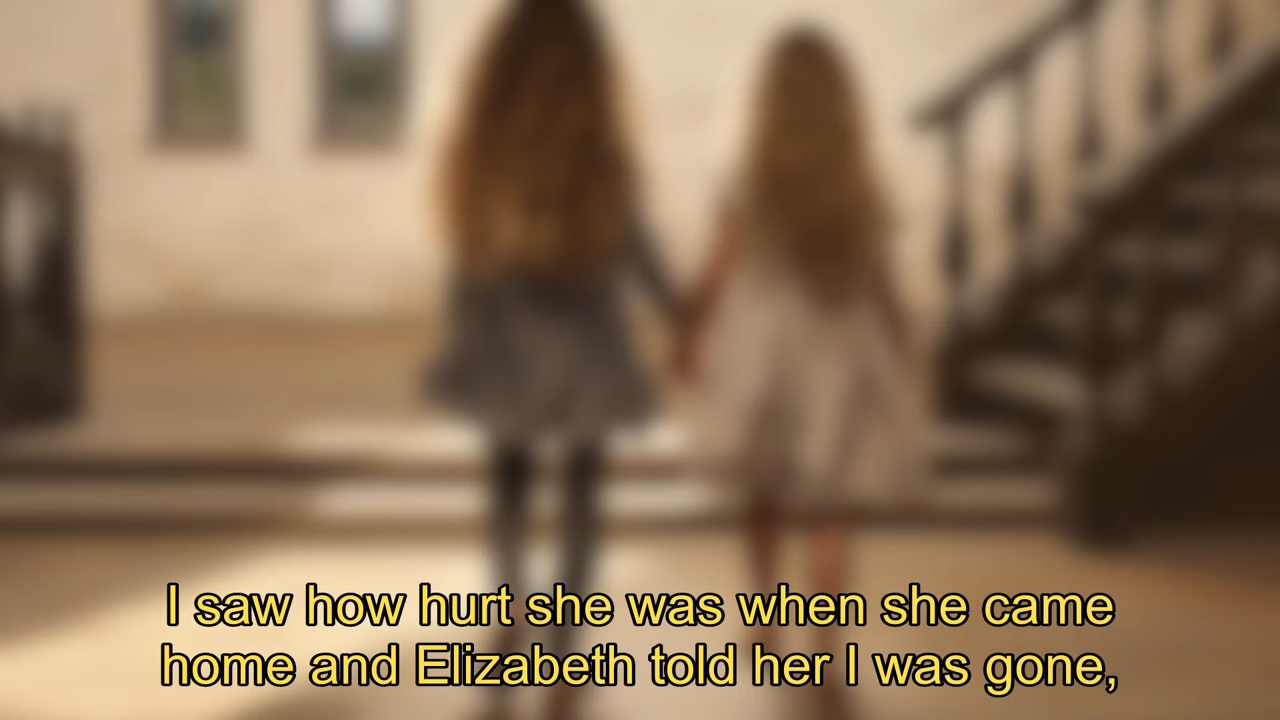 I saw how hurt she was when she came
home and Elizabeth told her I was gone,